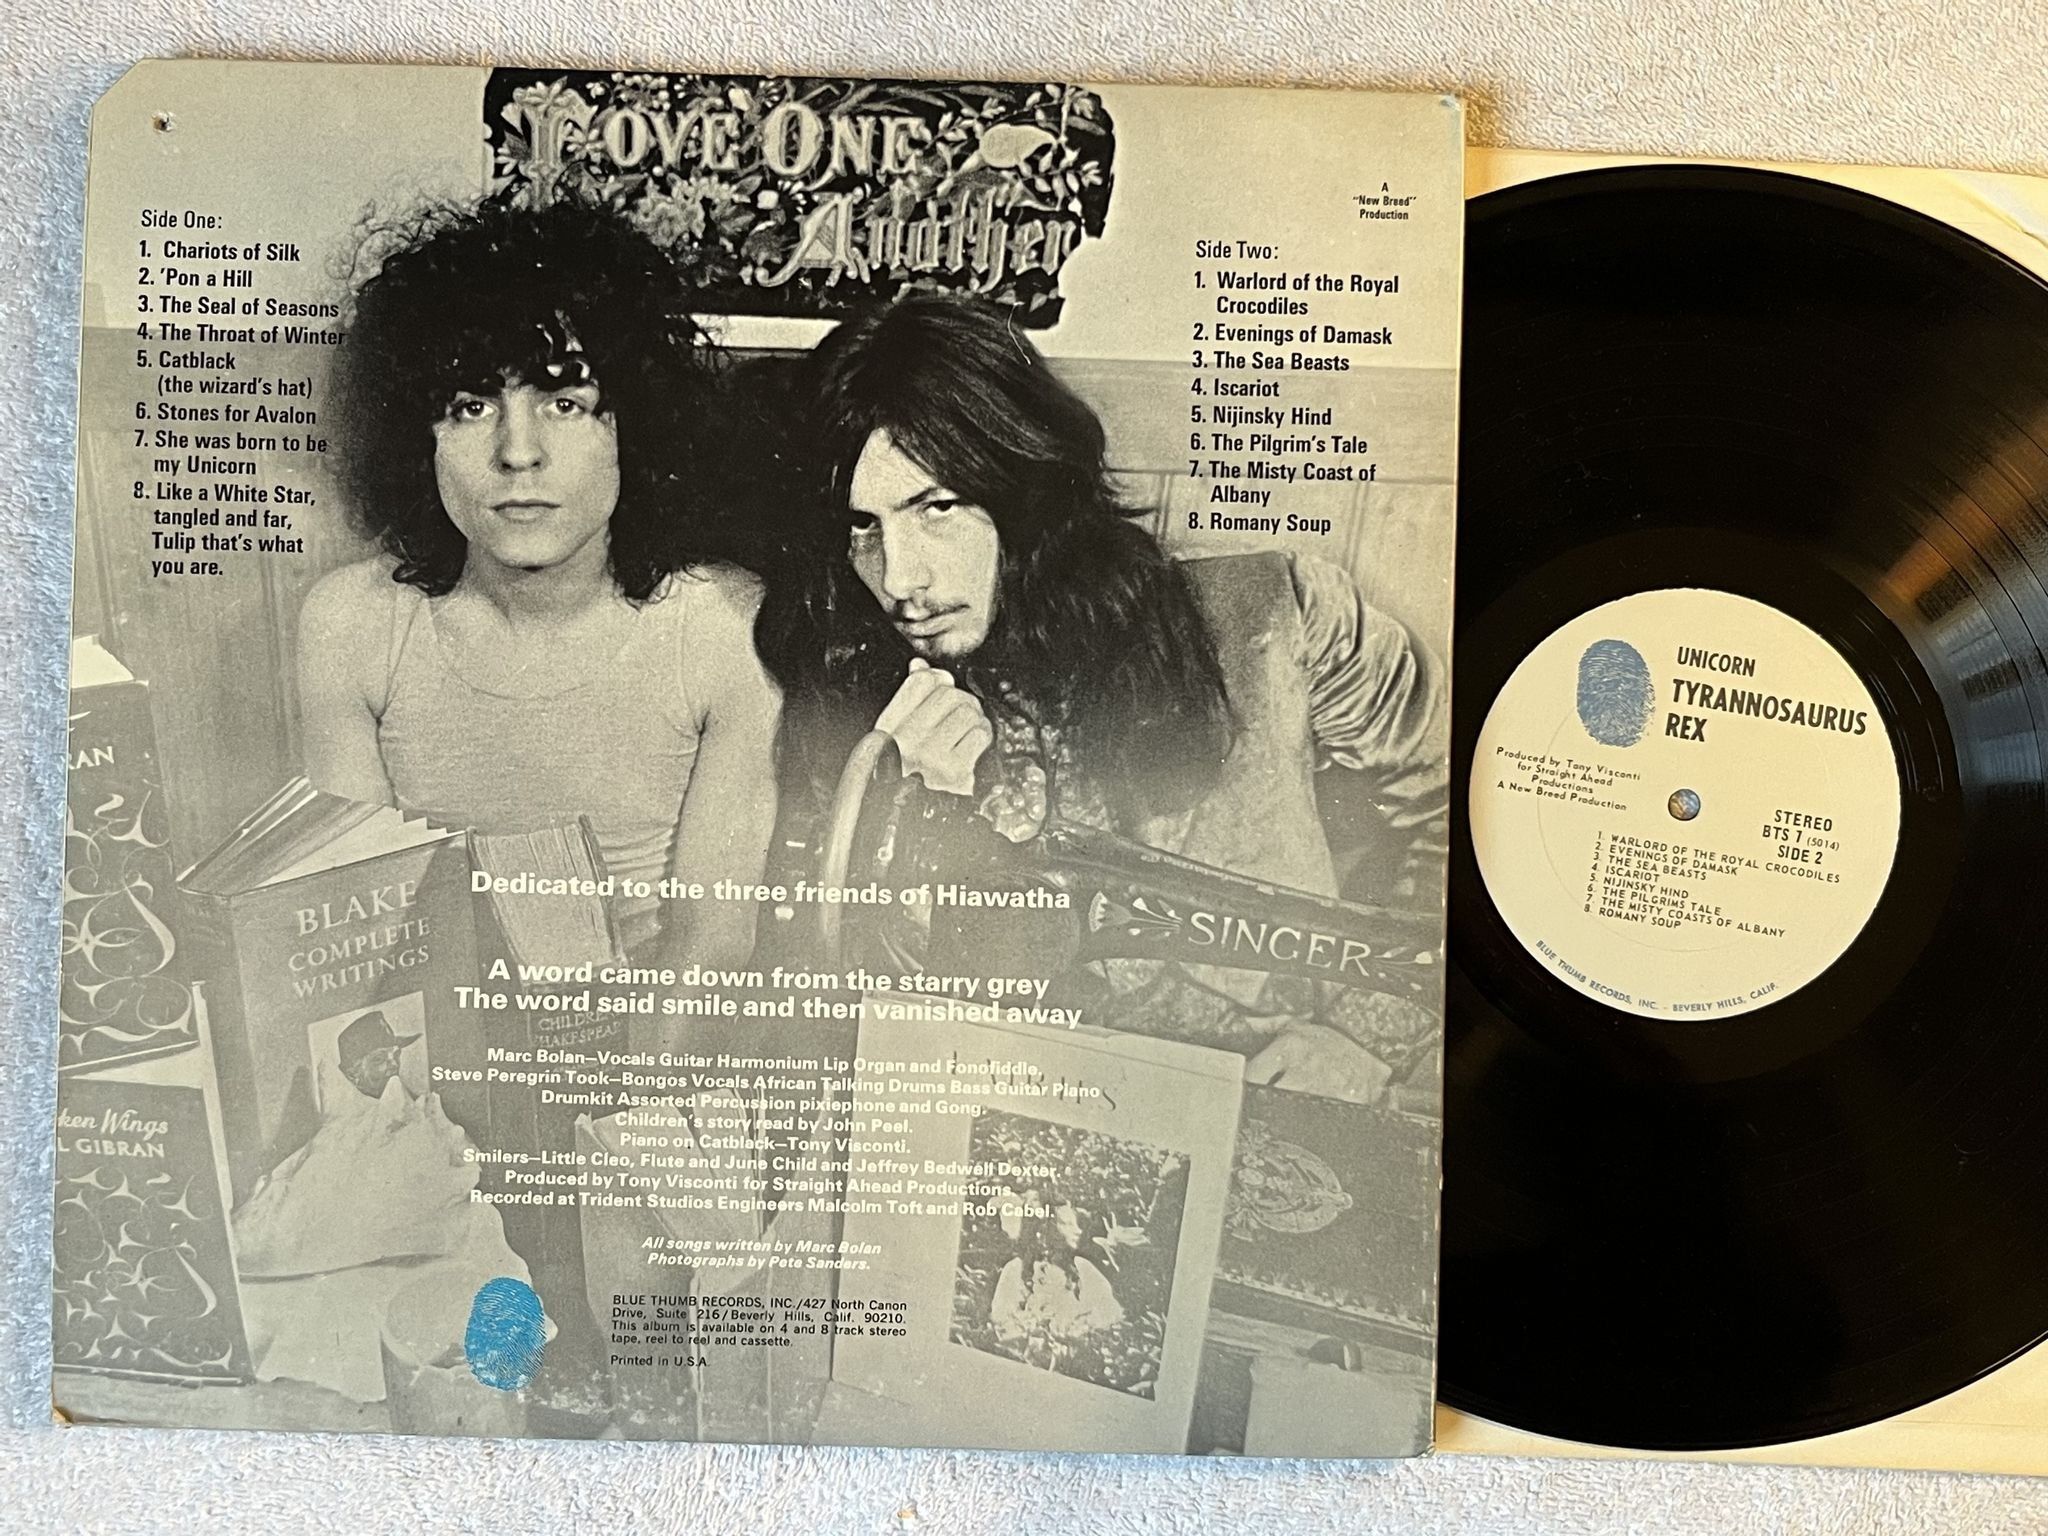 LOVE ONE
Another
A
"New Breed"
Production
Side One:
1. Chariots of Silk
2. 'Pon a Hill
3. The Seal of Seasons
4. The Throat of Winter
5. Catblack
(the wizard's hat)
6. Stones for Avalon
7. She was born to be
my Unicorn
8. Like a White Star,
tangled and far,
Tulip that's what
you are.
Side Two:
1. Warlord of the Royal
Crocodiles
2. Evenings of Damask
3. The Sea Beasts
4. Iscariot
5. Nijinsky Hind
6. The Pilgrim's Tale
7. The Misty Coast of
Albany
8. Romany Soup
RAN
BLAKE
COMPLETE
WRITINGS
SINGER
CHILDREN'S
SHAKESPEARE
ken Wings
L GIBRAN
Dedicated to the three friends of Hiawatha
A word came down from the starry grey
The word said smile and then vanished away
Marc Bolan—Vocals Guitar Harmonium Lip Organ and Fonofiddle.
Steve Peregrin Took—Bongos Vocals African Talking Drums Bass Guitar Piano
Drumkit Assorted Percussion pixiephone and Gong.
Children's story read by John Peel.
Piano on Catblack—Tony Visconti.
Smilers—Little Cleo, Flute and June Child and Jeffrey Bedwell Dexter.
Produced by Tony Visconti for Straight Ahead Productions.
Recorded at Trident Studios Engineers Malcolm Toft and Rob Cabel.
All songs written by Marc Bolan
Photographs by Pete Sanders.
BLUE THUMB RECORDS, INC./427 North Canon
Drive, Suite 216/Beverly Hills, Calif. 90210.
This album is available on 4 and 8 track stereo
tape, reel to reel and cassette.
Printed in U.S.A.
UNICORN
TYRANNOSAURUS
REX
Produced by Tony Visconti
for Straight Ahead
Productions
A New Breed Production
STEREO
BTS 7 (5014)
SIDE 2
1. WARLORD OF THE ROYAL CROCODILES
2. EVENINGS OF DAMASK
3. THE SEA BEASTS
4. ISCARIOT
5. NIJINSKY HIND
6. THE PILGRIMS TALE
7. THE MISTY COASTS OF ALBANY
8. ROMANY SOUP
BLUE THUMB RECORDS, INC. - BEVERLY HILLS, CALIF.